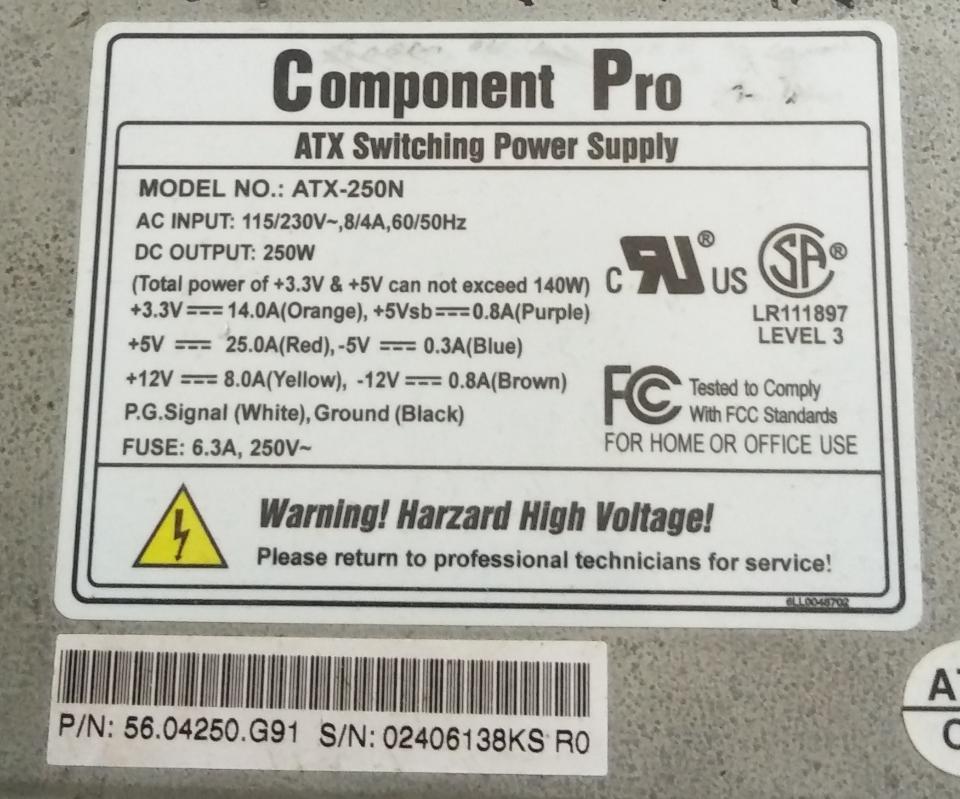 Component Pro
ATX Switching Power Supply
MODEL NO.: ATX-250N
AC INPUT: 115/230V~,8/4A,60/50Hz
DC OUTPUT: 250W
(Total power of +3.3V & +5V can not exceed 140W)
+3.3V⎓14.0A(Orange), +5Vsb⎓0.8A(Purple)
+5V ⎓ 25.0A(Red),-5V ⎓ 0.3A(Blue)
+12V⎓8.0A(Yellow), -12V⎓0.8A(Brown)
P.G.Signal (White), Ground (Black)
FUSE: 6.3A, 250V~
C RU® US
SA®
LR111897
LEVEL 3
FC Tested to Comply
With FCC Standards
FOR HOME OR OFFICE USE
Warning! Harzard High Voltage!
Please return to professional technicians for service!
6LL0048702
P/N: 56.04250.G91 S/N: 02406138KS R0